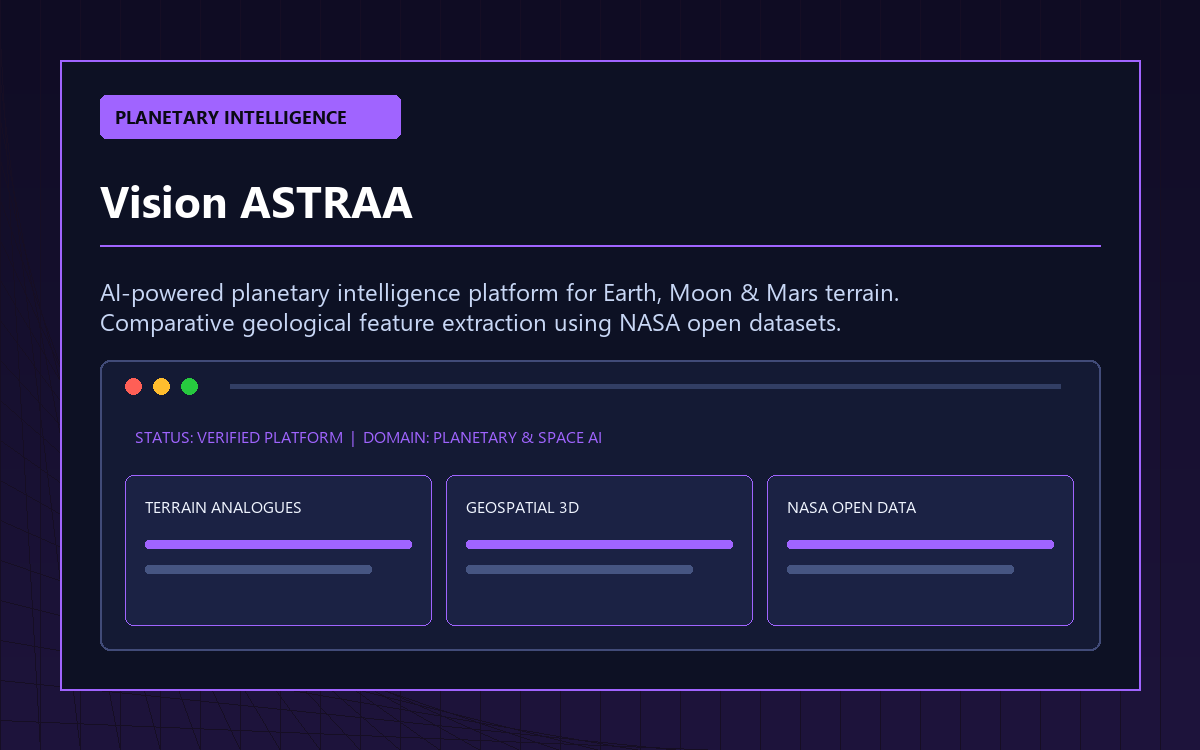 PLANETARY INTELLIGENCE
Vision ASTRAA
AI-powered planetary intelligence platform for Earth, Moon & Mars terrain.
Comparative geological feature extraction using NASA open datasets.
STATUS: VERIFIED PLATFORM | DOMAIN: PLANETARY & SPACE AI
TERRAIN ANALOGUES
GEOSPATIAL 3D
NASA OPEN DATA